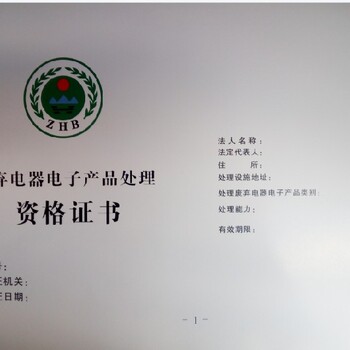 ZHB
弃电器电子产品处理
资格证书
号：
证机关：
证日期：
法人名称：
法定代表人：
住　　所：
处理设施地址：
处理废弃电器电子产品类别：
处理能力：
有效期限：
- 1 -